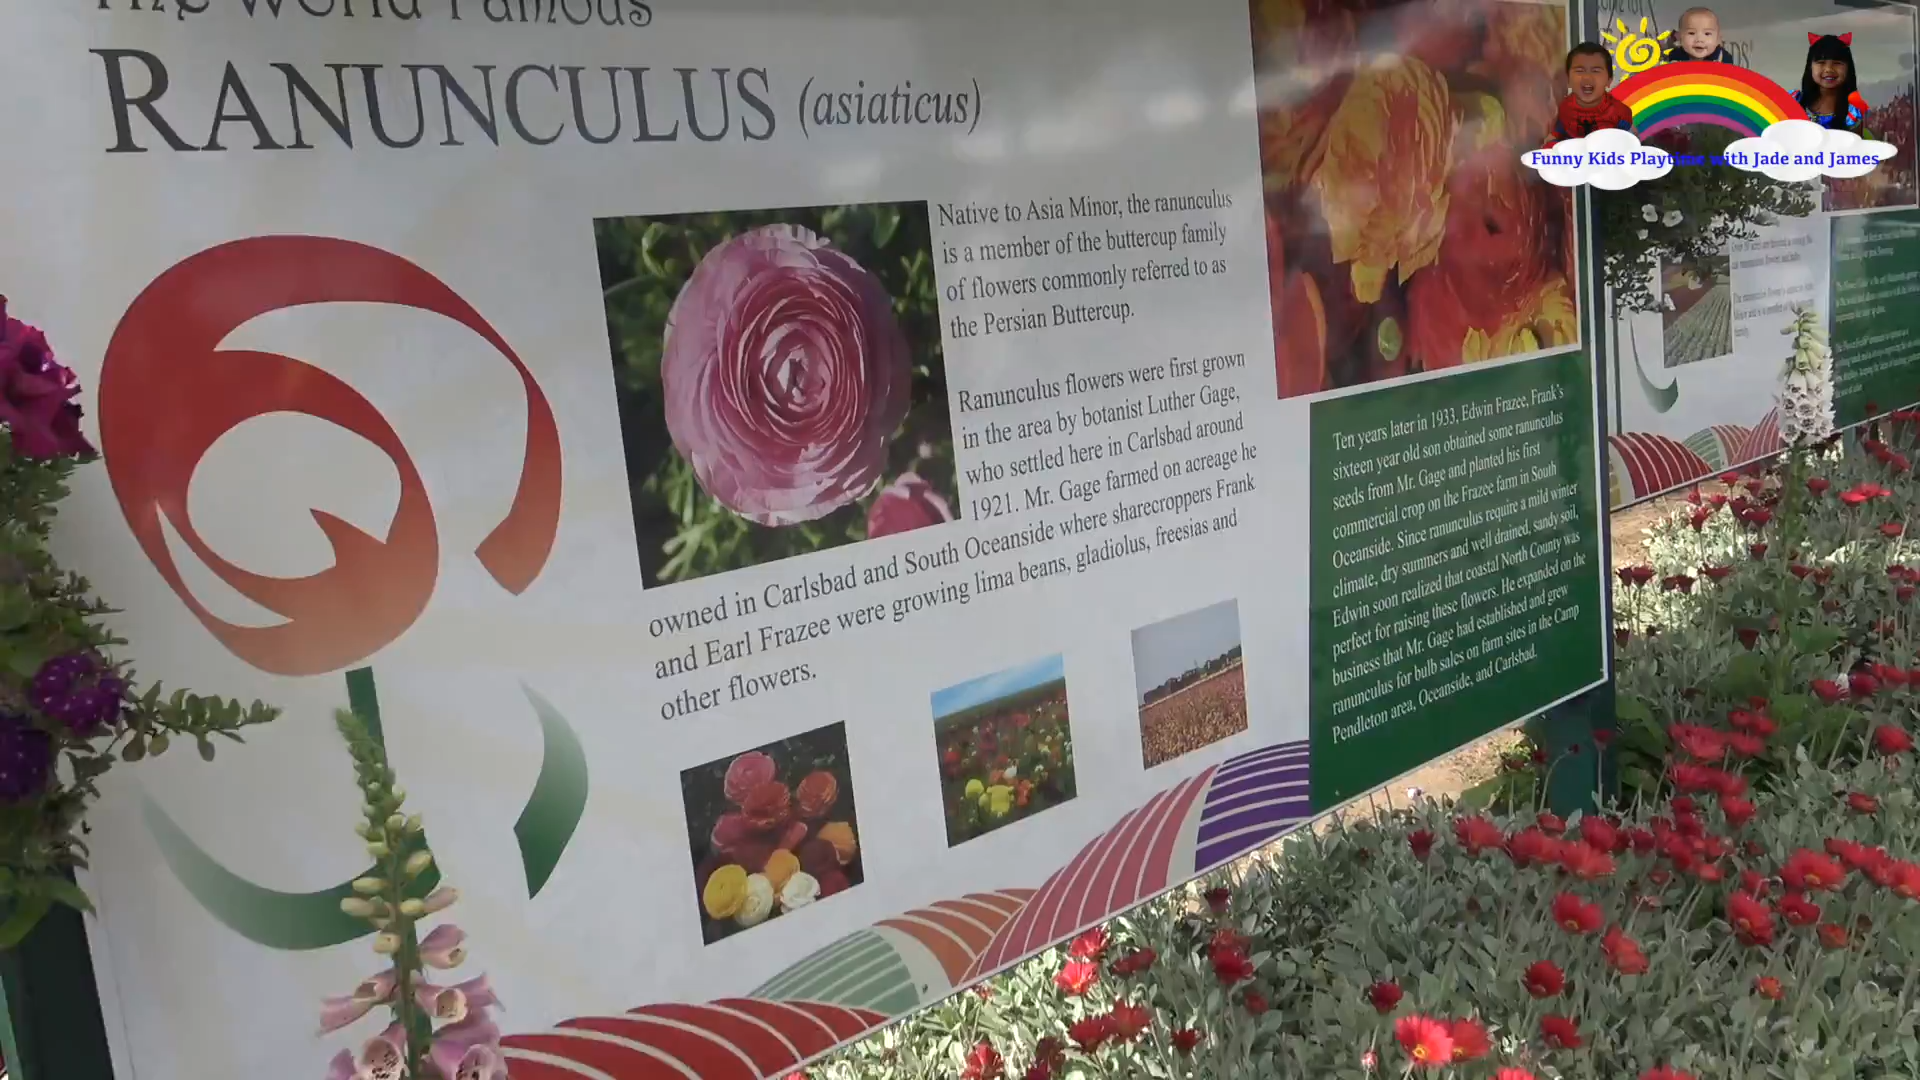 The World Famous
RANUNCULUS (asiaticus)
Native to Asia Minor, the ranunculus
is a member of the buttercup family
of flowers commonly referred to as
the Persian Buttercup.
Ranunculus flowers were first grown
in the area by botanist Luther Gage,
who settled here in Carlsbad around
1921. Mr. Gage farmed on acreage he
owned in Carlsbad and South Oceanside where sharecroppers Frank
and Earl Frazee were growing lima beans, gladiolus, freesias and
other flowers.
Ten years later in 1933, Edwin Frazee, Frank's
sixteen year old son obtained some ranunculus
seeds from Mr. Gage and planted his first
commercial crop on the Frazee farm in South
Oceanside. Since ranunculus require a mild winter
climate, dry summers and well drained, sandy soil,
Edwin soon realized that coastal North County was
perfect for raising these flowers. He expanded on the
business that Mr. Gage had established and grew
ranunculus for bulb sales on farm sites in the Camp
Pendleton area, Oceanside, and Carlsbad.
Funny Kids Playtime with Jade and James